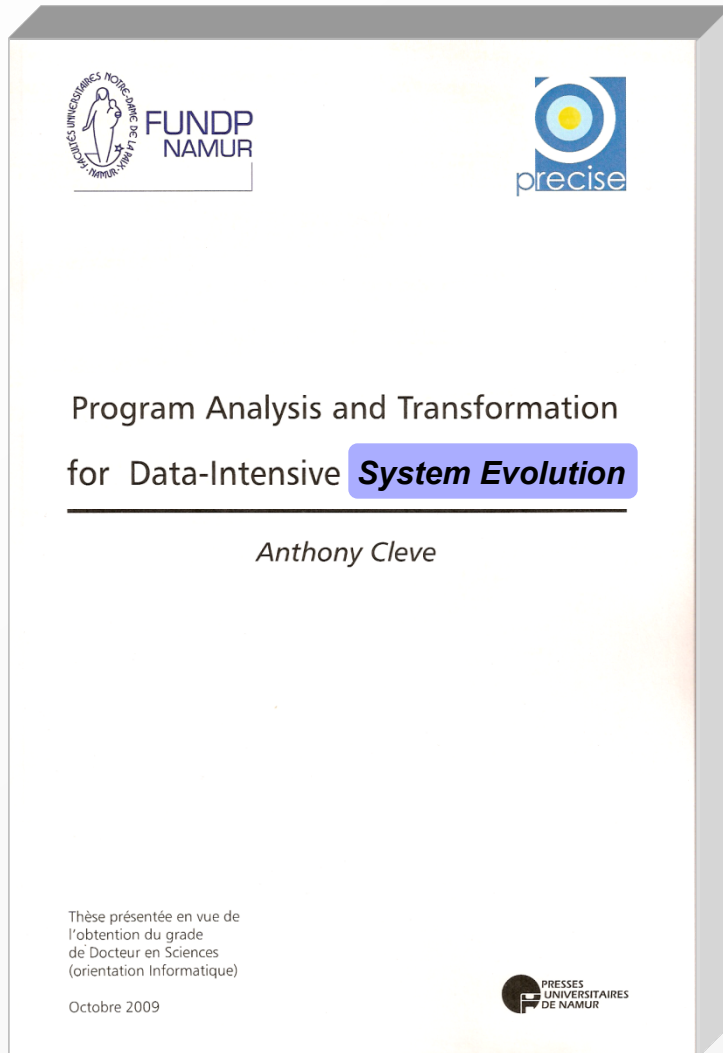 FACULTÉS UNIVERSITAIRES NOTRE-DAME DE LA PAIX · NAMUR ·
FUNDP
NAMUR
precise
Program Analysis and Transformation
for Data-Intensive System Evolution
Anthony Cleve
Thèse présentée en vue de
l'obtention du grade
de Docteur en Sciences
(orientation Informatique)
Octobre 2009
PRESSES
UNIVERSITAIRES
DE NAMUR